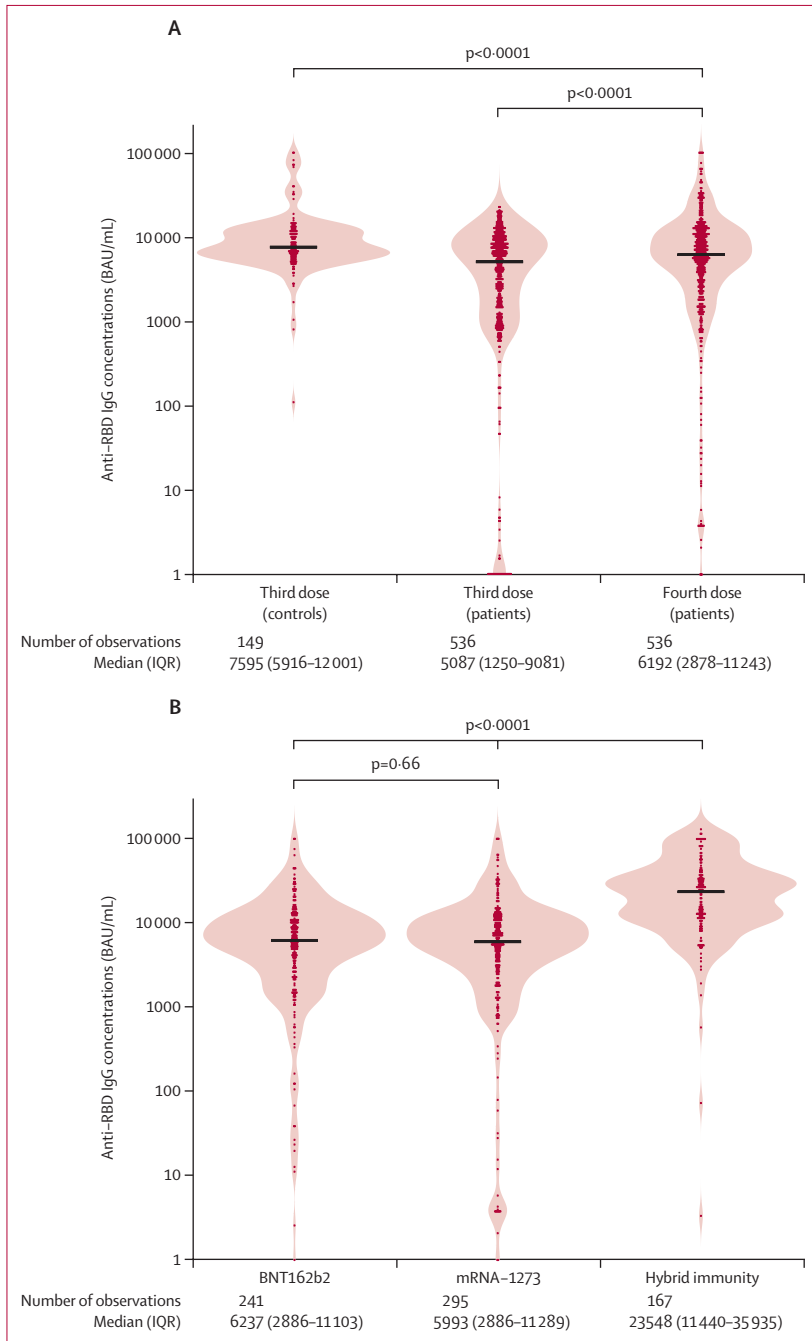 A
p<0·0001
p<0·0001
Anti–RBD IgG concentrations (BAU/mL)
100 000
10 000
1000
100
10
1
Third dose (controls)
Third dose (patients)
Fourth dose (patients)
Number of observations 149 536 536
Median (IQR) 7595 (5916–12 001) 5087 (1250–9081) 6192 (2878–11 243)
B
p<0·0001
p=0·66
Anti–RBD IgG concentrations (BAU/mL)
100 000
10 000
1000
100
10
1
BNT162b2 mRNA–1273 Hybrid immunity
Number of observations 241 295 167
Median (IQR) 6237 (2886–11 103) 5993 (2886–11 289) 23 548 (11 440–35 935)